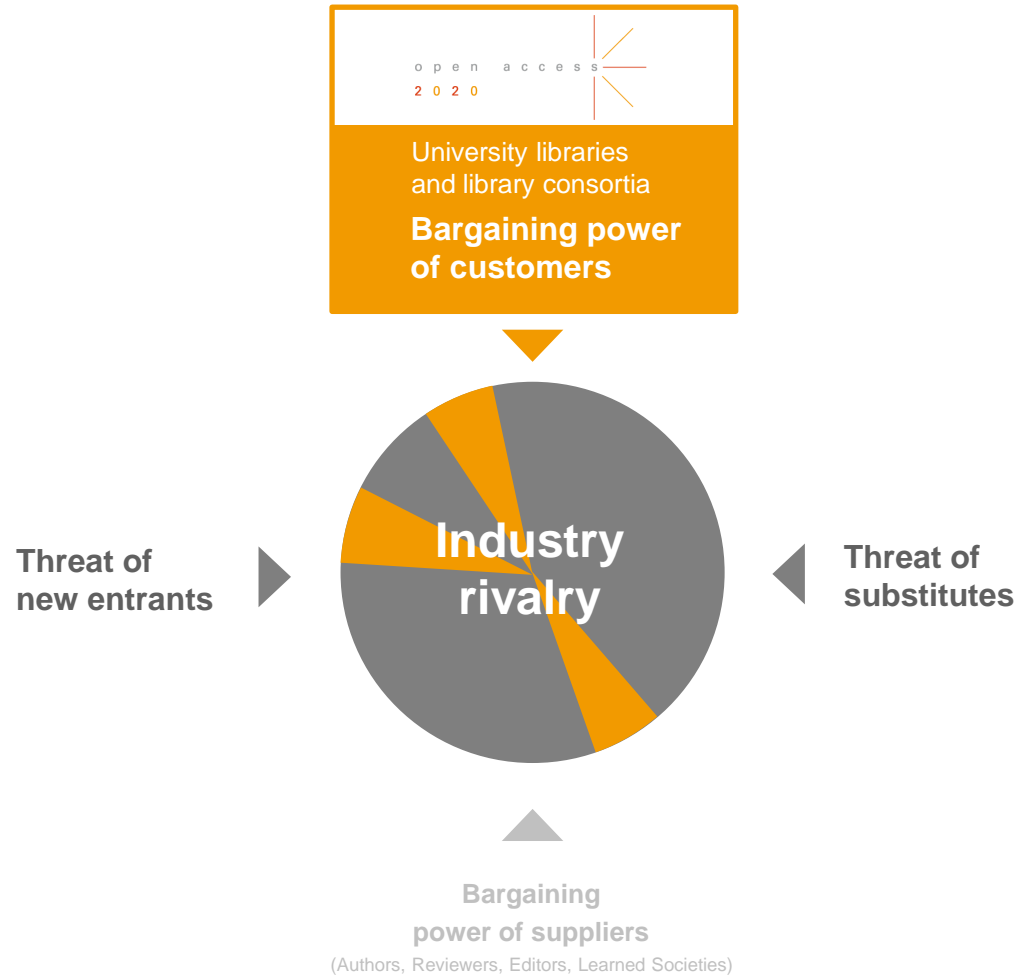 open access
2020
University libraries
and library consortia
Bargaining power
of customers
Industry
rivalry
Threat of
new entrants
Threat of
substitutes
Bargaining
power of suppliers
(Authors, Reviewers, Editors, Learned Societies)